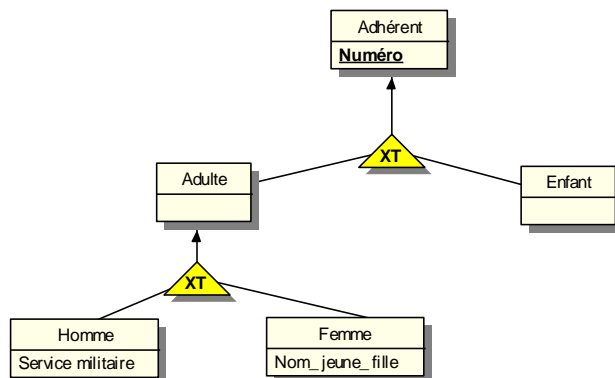 Adhérent
Numéro
XT
Adulte
Enfant
XT
Homme
Service militaire
Femme
Nom_jeune_fille